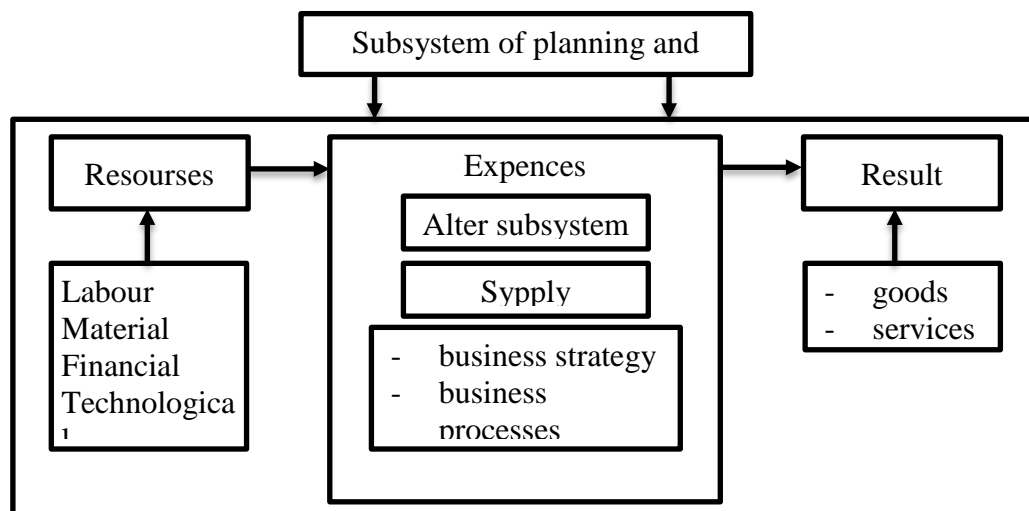 Subsystem of planning and
Resourses
Expences
Result
Alter subsystem
Sypply
Labour
Material
Financial
Technologica
l
- business strategy
- business
processes
- goods
- services